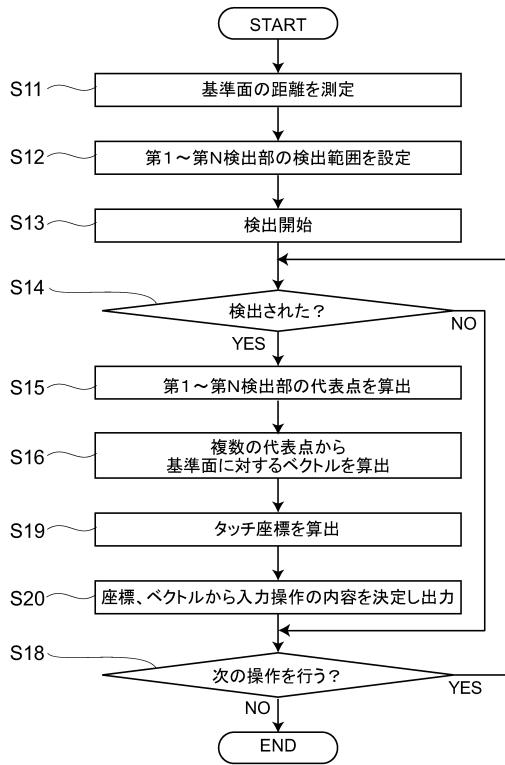 START
S11
基準面の距離を測定
S12
第1～第N検出部の検出範囲を設定
S13
検出開始
S14
検出された？
NO
YES
S15
第1～第N検出部の代表点を算出
S16
複数の代表点から
基準面に対するベクトルを算出
S19
タッチ座標を算出
S20
座標、ベクトルから入力操作の内容を決定し出力
S18
次の操作を行う？
YES
NO
END